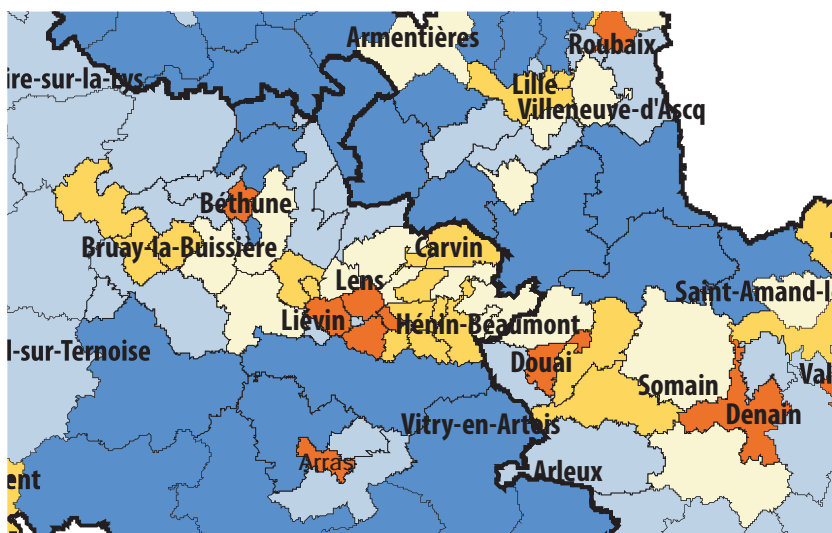 Armentières
Roubaix
ire-sur-la-Lys
Lille
Villeneuve-d'Ascq
Béthune
Bruay-la-Buissière
Carvin
Lens
Saint-Amand-l
Liévin
Hénin-Beaumont
l-sur-Ternoise
Douai
Val
Somain
Denain
Vitry-en-Artois
Arras
Arleux
ent